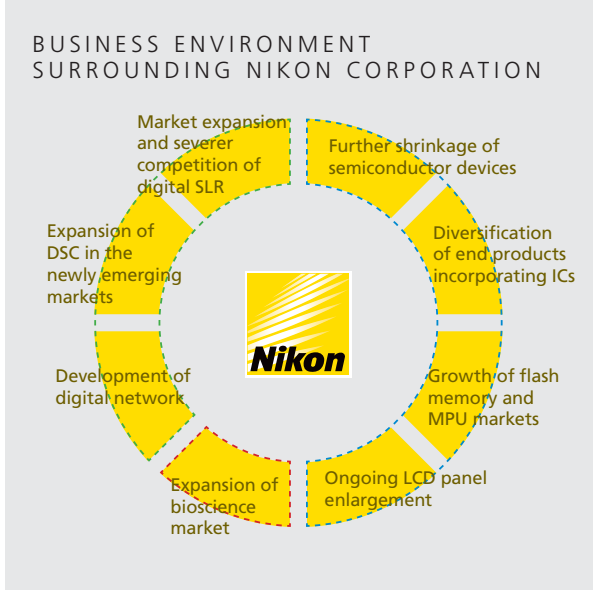 BUSINESS ENVIRONMENT
SURROUNDING NIKON CORPORATION
Market expansion
and severer
competition of
digital SLR
Further shrinkage of
semiconductor devices
Expansion of
DSC in the
newly emerging
markets
Diversification
of end products
incorporating ICs
Nikon
Development of
digital network
Growth of flash
memory and
MPU markets
Expansion of
bioscience
market
Ongoing LCD panel
enlargement